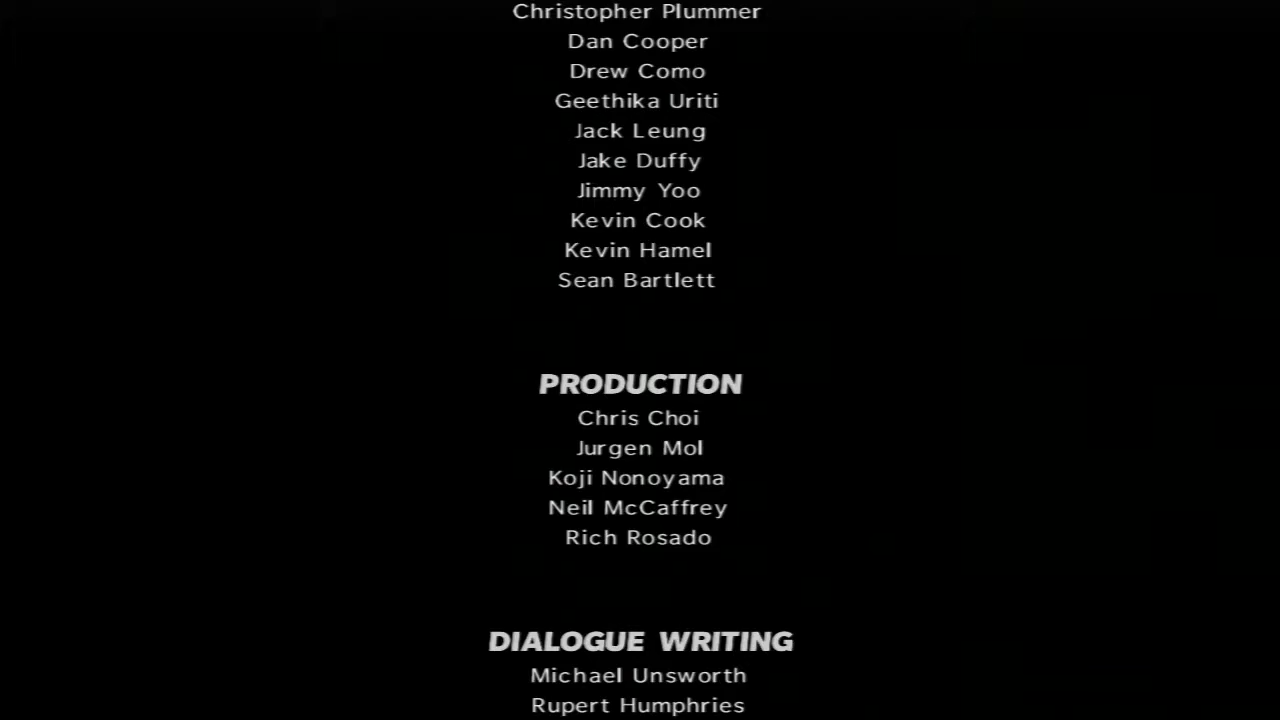 Christopher Plummer
Dan Cooper
Drew Como
Geethika Uriti
Jack Leung
Jake Duffy
Jimmy Yoo
Kevin Cook
Kevin Hamel
Sean Bartlett
PRODUCTION
Chris Choi
Jurgen Mol
Koji Nonoyama
Neil McCaffrey
Rich Rosado
DIALOGUE WRITING
Michael Unsworth
Rupert Humphries